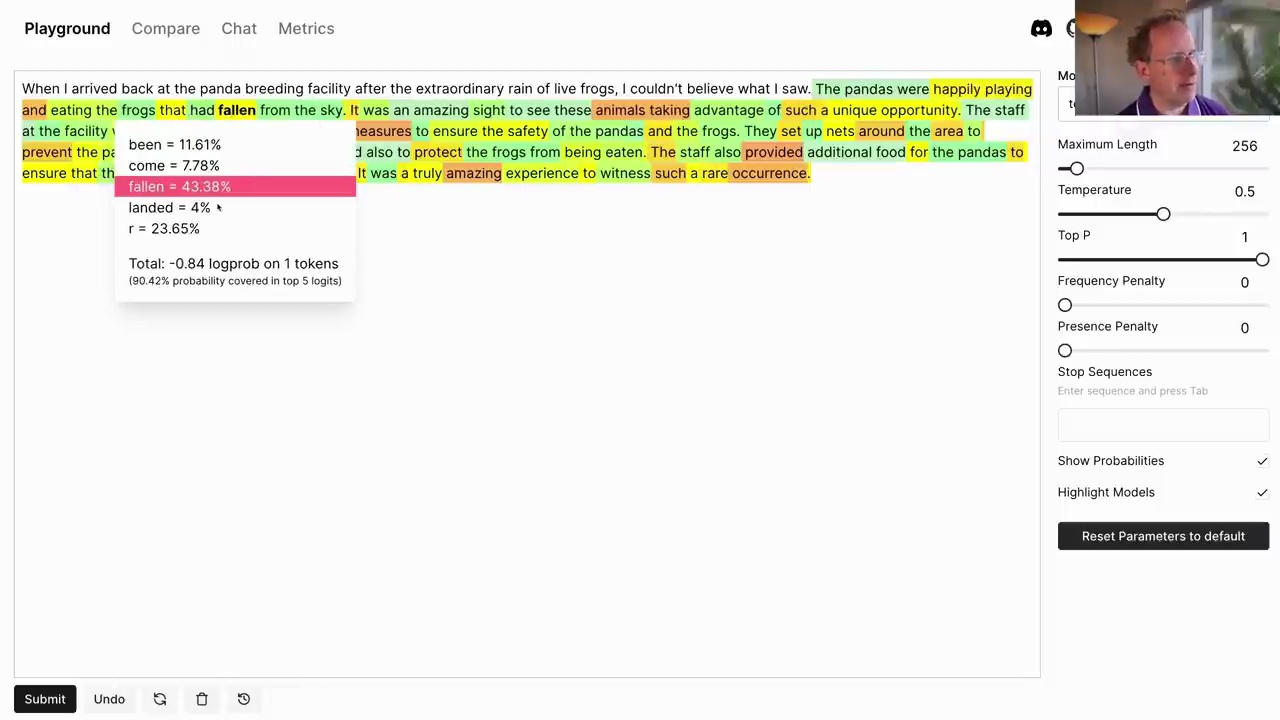 Playground Compare Chat Metrics
When I arrived back at the panda breeding facility after the extraordinary rain of live frogs, I couldn't believe what I saw. The pandas were happily playing
and eating the frogs that had fallen from the sky. It was an amazing sight to see these animals taking advantage of such a unique opportunity. The staff
at the facility easures to ensure the safety of the pandas and the frogs. They set up nets around the area to
prevent the pa d also to protect the frogs from being eaten. The staff also provided additional food for the pandas to
ensure that th It was a truly amazing experience to witness such a rare occurrence.
been = 11.61%
come = 7.78%
fallen = 43.38%
landed = 4%
r = 23.65%
Total: -0.84 logprob on 1 tokens
(90.42% probability covered in top 5 logits)
Mo
Maximum Length 256
Temperature 0.5
Top P 1
Frequency Penalty 0
Presence Penalty 0
Stop Sequences
Enter sequence and press Tab
Show Probabilities
Highlight Models
Reset Parameters to default
Submit Undo